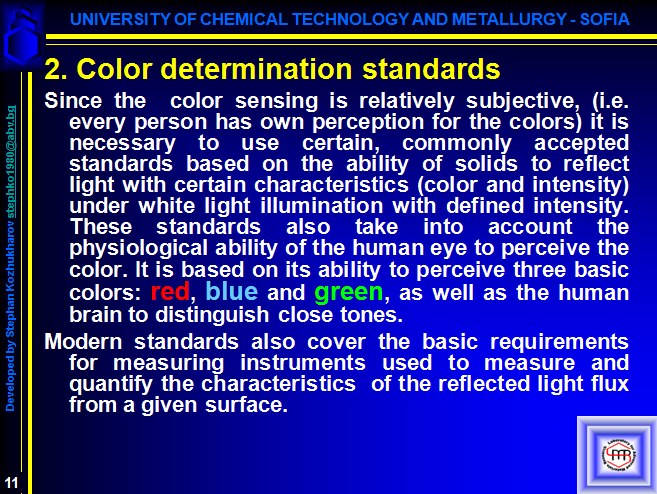 UNIVERSITY OF CHEMICAL TECHNOLOGY AND METALLURGY - SOFIA
2. Color determination standards
Since the color sensing is relatively subjective, (i.e.
every person has own perception for the colors) it is
necessary to use certain, commonly accepted
standards based on the ability of solids to reflect
light with certain characteristics (color and intensity)
under white light illumination with defined intensity.
These standards also take into account the
physiological ability of the human eye to perceive the
color. It is based on its ability to perceive three basic
colors: red, blue and green, as well as the human
brain to distinguish close tones.
Modern standards also cover the basic requirements
for measuring instruments used to measure and
quantify the characteristics of the reflected light flux
from a given surface.
Developed by Stephan Kozhukharov stephko1980@abv.bg
11